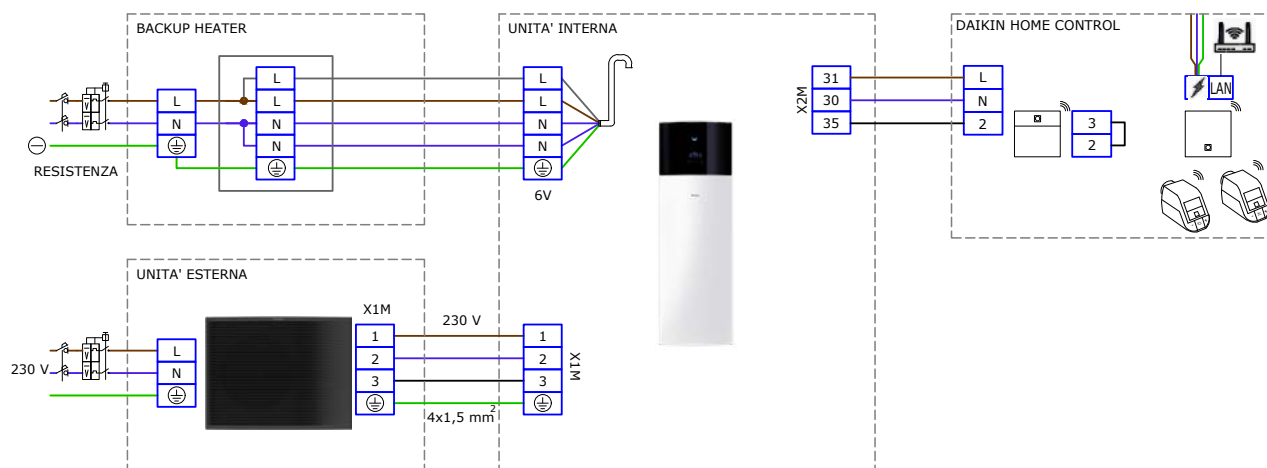 BACKUP HEATER
L
N
RESISTENZA
L
L
N
N
UNITA' INTERNA
L
L
N
N
6V
X2M
31
30
35
DAIKIN HOME CONTROL
L
N
2
3
2
LAN
UNITA' ESTERNA
230 V
L
N
X1M
1
2
3
230 V
4x1,5 mm²
1
2
3
X1M